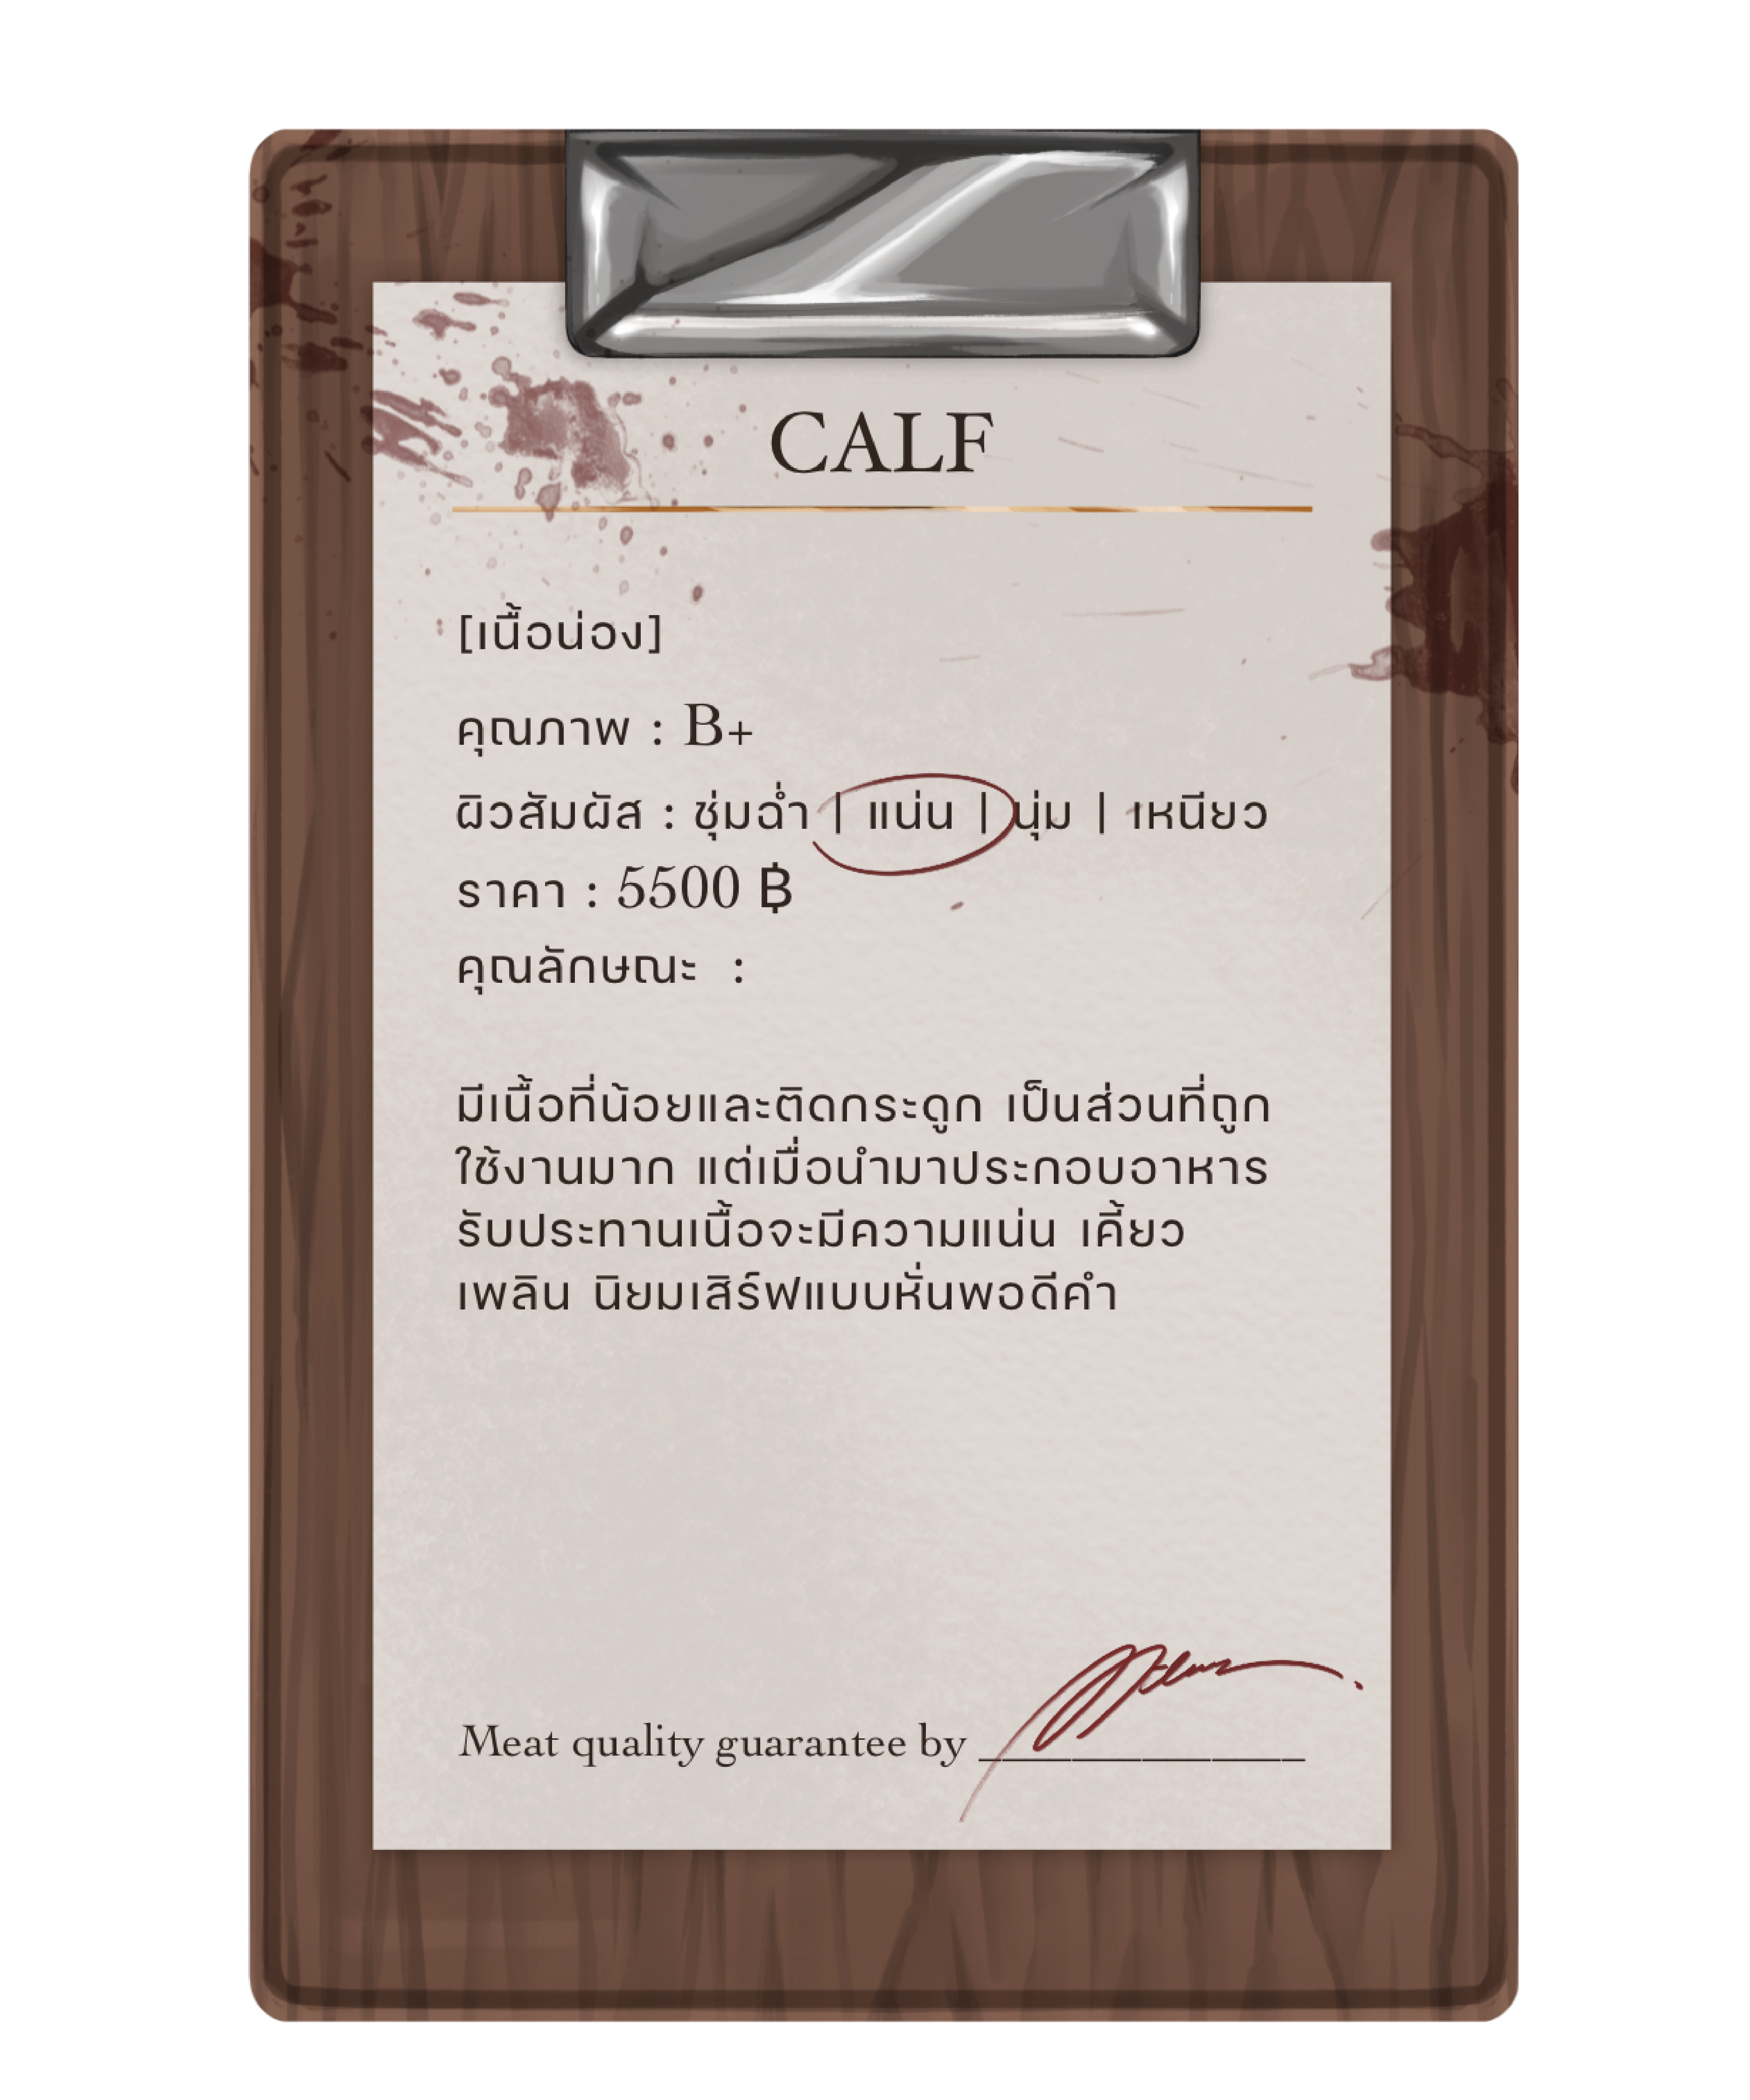 CALF
[เนื้อน่อง]
คุณภาพ : B+
ผิวสัมผัส : ชุ่มฉ่ำ | แน่น | นุ่ม | เหนียว
ราคา : 5500 ฿
คุณลักษณะ :
มีเนื้อที่น้อยและติดกระดูก เป็นส่วนที่ถูก
ใช้งานมาก แต่เมื่อนำมาประกอบอาหาร
รับประทานเนื้อจะมีความแน่น เคี้ยว
เพลิน นิยมเสิร์ฟแบบหั่นพอดีคำ
Meat quality guarantee by